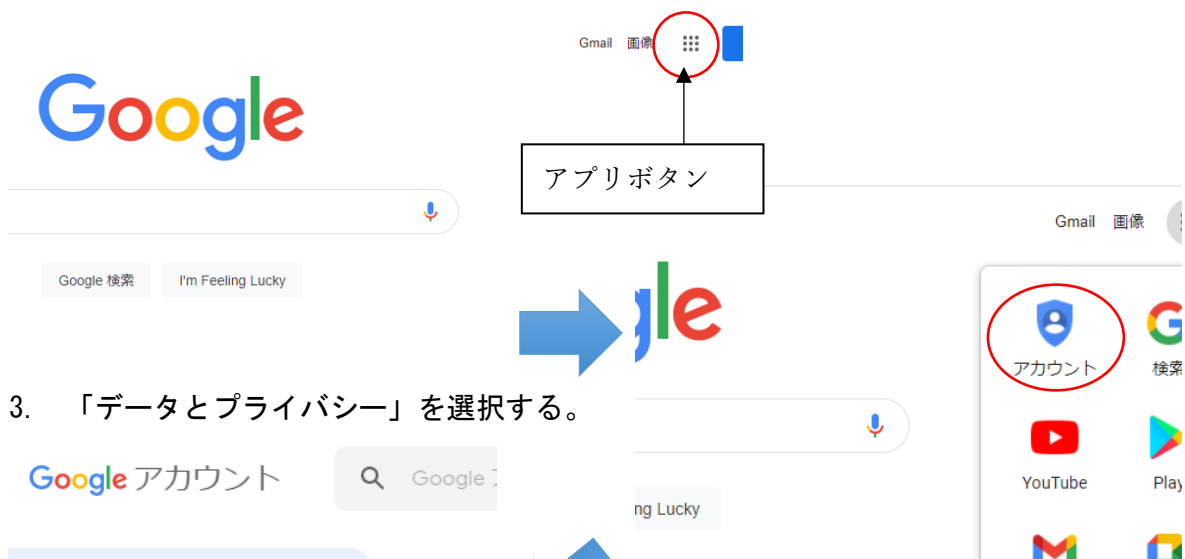 Gmail 画像
Google
アプリボタン
Google 検索 I'm Feeling Lucky
Gmail 画像
gle
アカウント 検索
3. 「データとプライバシー」を選択する。
Google アカウント
Google
YouTube Play
ng Lucky